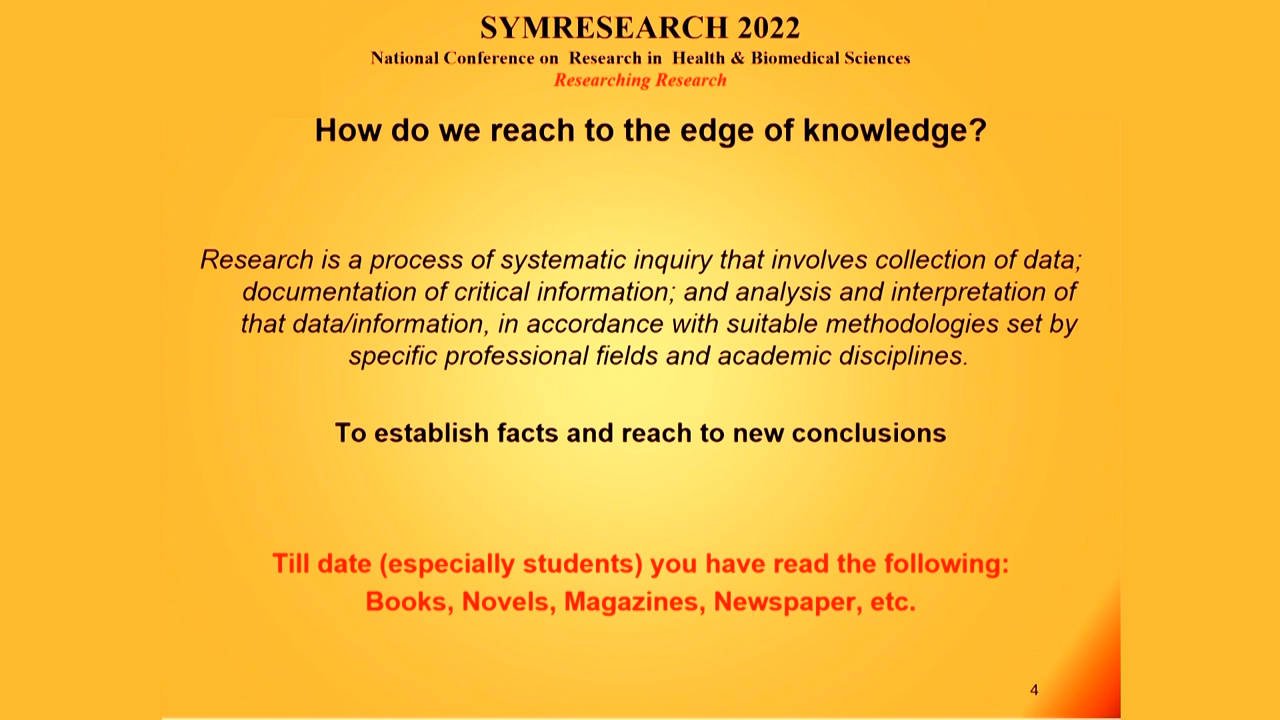 SYMRESEARCH 2022
National Conference on Research in Health & Biomedical Sciences
Researching Research
How do we reach to the edge of knowledge?
Research is a process of systematic inquiry that involves collection of data;
documentation of critical information; and analysis and interpretation of
that data/information, in accordance with suitable methodologies set by
specific professional fields and academic disciplines.
To establish facts and reach to new conclusions
Till date (especially students) you have read the following:
Books, Novels, Magazines, Newspaper, etc.
4